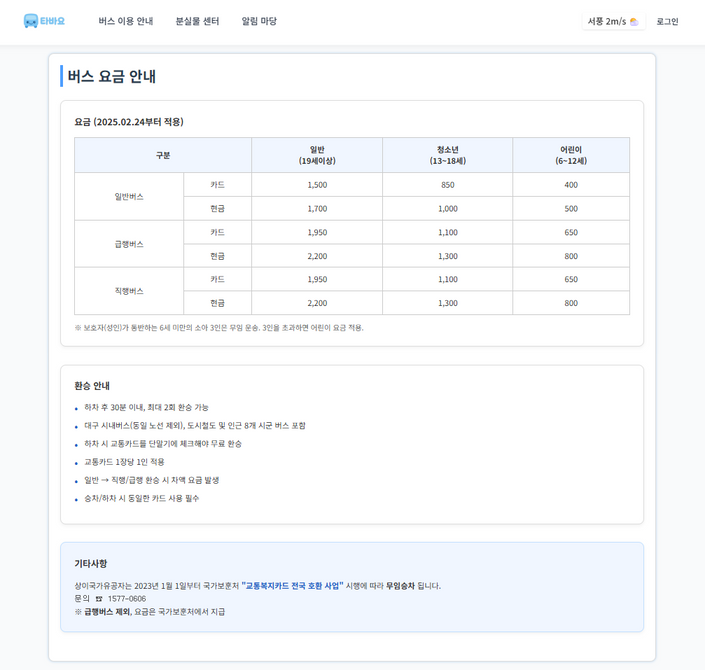 타바요 버스 이용 안내 분실물 센터 알림 마당 서풍 2m/s 로그인
버스 요금 안내
요금 (2025.02.24부터 적용)
구분 일반 (19세이상) 청소년 (13~18세) 어린이 (6~12세)
일반버스 카드 1,500 850 400
현금 1,700 1,000 500
급행버스 카드 1,950 1,100 650
현금 2,200 1,300 800
직행버스 카드 1,950 1,100 650
현금 2,200 1,300 800
※ 보호자(성인)가 동반하는 6세 미만의 소아 3인은 무임 운송. 3인을 초과하면 어린이 요금 적용.
환승 안내
• 하차 후 30분 이내, 최대 2회 환승 가능
• 대구 시내버스(동일 노선 제외), 도시철도 및 인근 8개 시군 버스 포함
• 하차 시 교통카드를 단말기에 체크해야 무료 환승
• 교통카드 1장당 1인 적용
• 일반 → 직행/급행 환승 시 차액 요금 발생
• 승차/하차 시 동일한 카드 사용 필수
기타사항
상이국가유공자는 2023년 1월 1일부터 국가보훈처 "교통복지카드 전국 호환 사업" 시행에 따라 무임승차 됩니다.
문의 ☎ 1577-0606
※ 급행버스 제외, 요금은 국가보훈처에서 지급